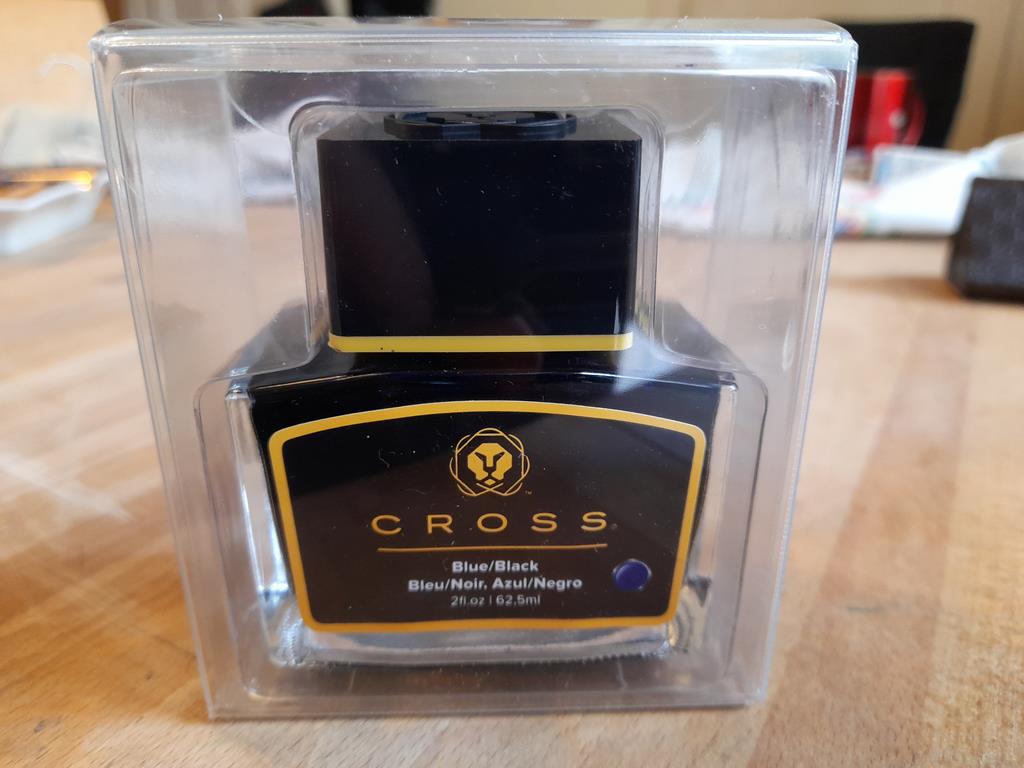 CROSS
Blue/Black
Bleu/Noir, Azul/Negro
2fl.oz | 62,5ml